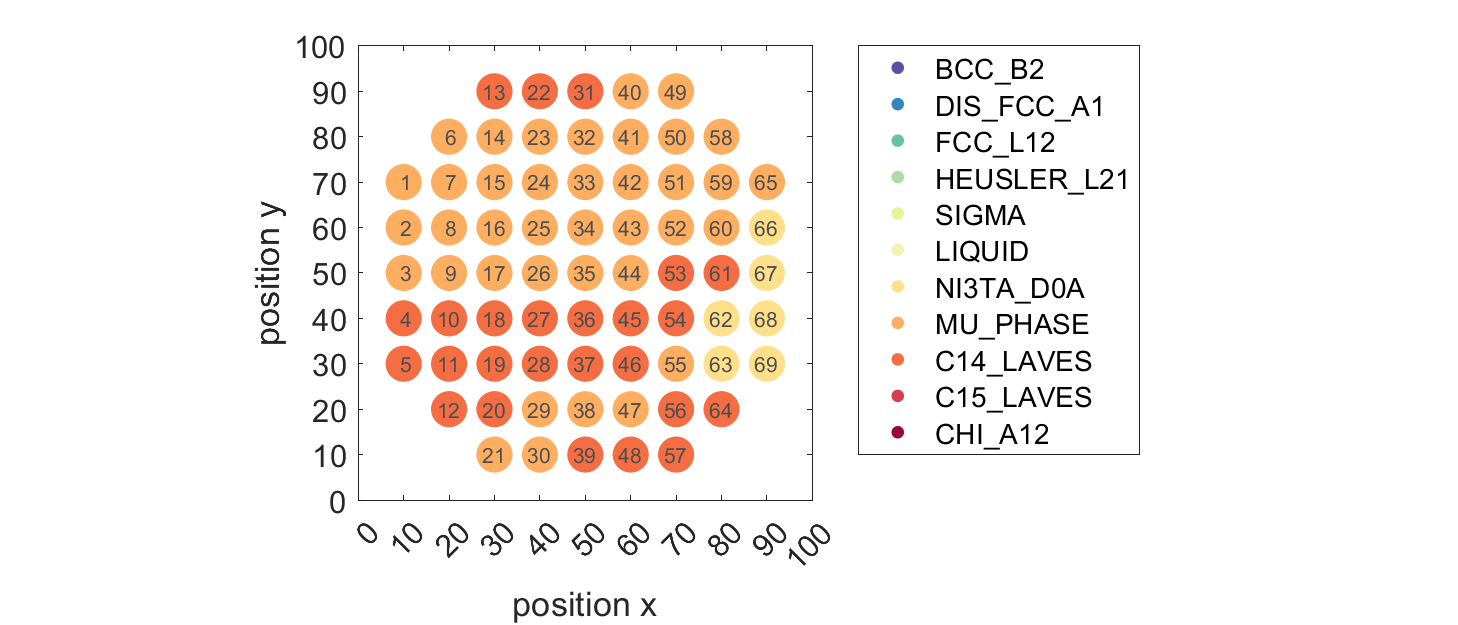 100
90
80
70
60
50
40
30
20
10
0
position y
13 22 31 40 49
6 14 23 32 41 50 58
1 7 15 24 33 42 51 59 65
2 8 16 25 34 43 52 60 66
3 9 17 26 35 44 53 61 67
4 10 18 27 36 45 54 62 68
5 11 19 28 37 46 55 63 69
12 20 29 38 47 56 64
21 30 39 48 57
0 10 20 30 40 50 60 70 80 90 100
position x
BCC_B2
DIS_FCC_A1
FCC_L12
HEUSLER_L21
SIGMA
LIQUID
NI3TA_D0A
MU_PHASE
C14_LAVES
C15_LAVES
CHI_A12